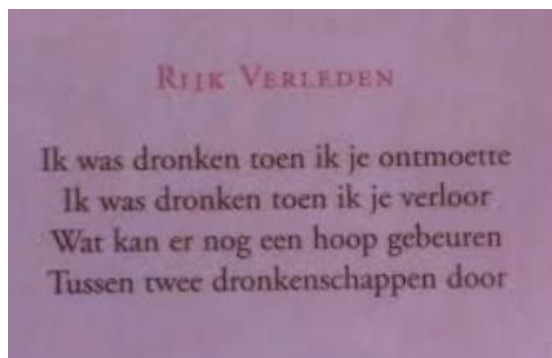 RIJK VERLEDEN
Ik was dronken toen ik je ontmoette
Ik was dronken toen ik je verloor
Wat kan er nog een hoop gebeuren
Tussen twee dronkenschappen door